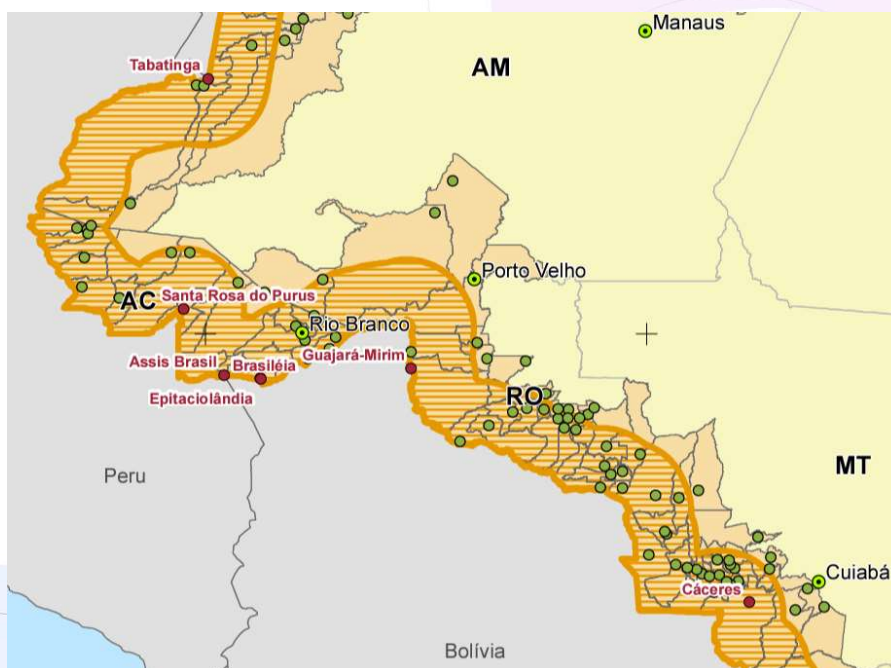 Manaus
Tabatinga
AM
Porto Velho
AC
Santa Rosa do Purus
Rio Branco
Assis Brasil
Brasiléia
Guajará-Mirim
Epitaciolândia
RO
Peru
MT
Cuiabá
Cáceres
Bolívia